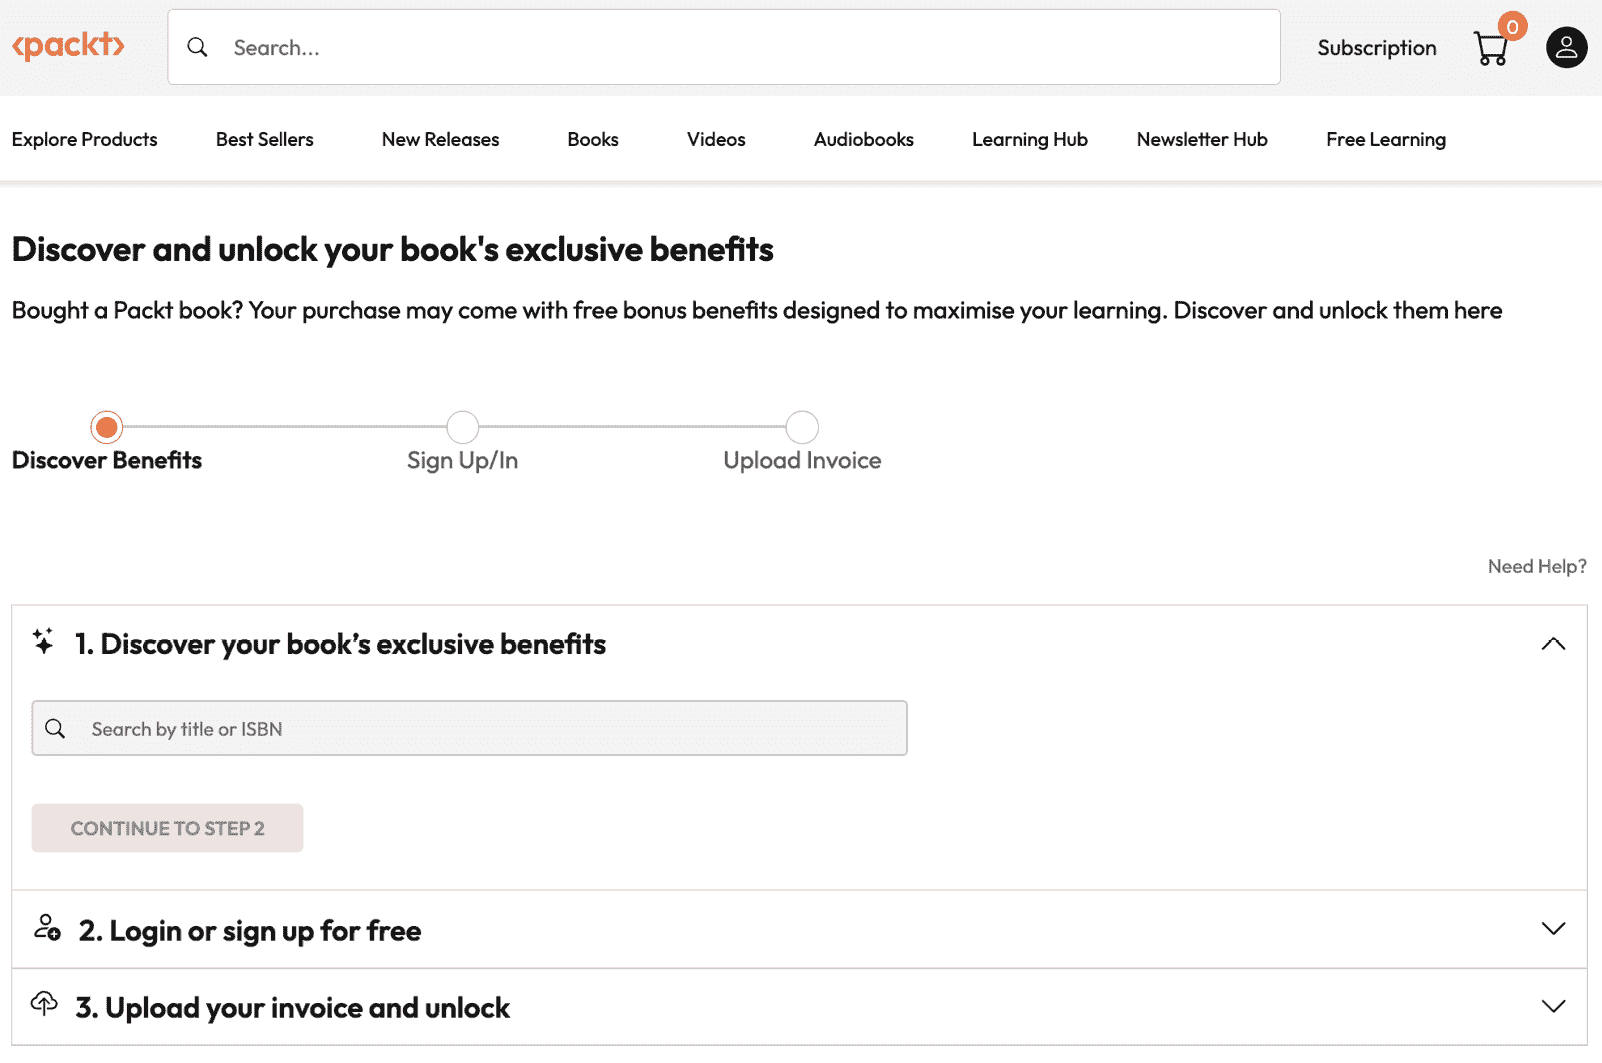 <packt>
Search...
Subscription
0
Explore Products
Best Sellers
New Releases
Books
Videos
Audiobooks
Learning Hub
Newsletter Hub
Free Learning
Discover and unlock your book's exclusive benefits
Bought a Packt book? Your purchase may come with free bonus benefits designed to maximise your learning. Discover and unlock them here
Discover Benefits
Sign Up/In
Upload Invoice
Need Help?
1. Discover your book’s exclusive benefits
Search by title or ISBN
CONTINUE TO STEP 2
2. Login or sign up for free
3. Upload your invoice and unlock